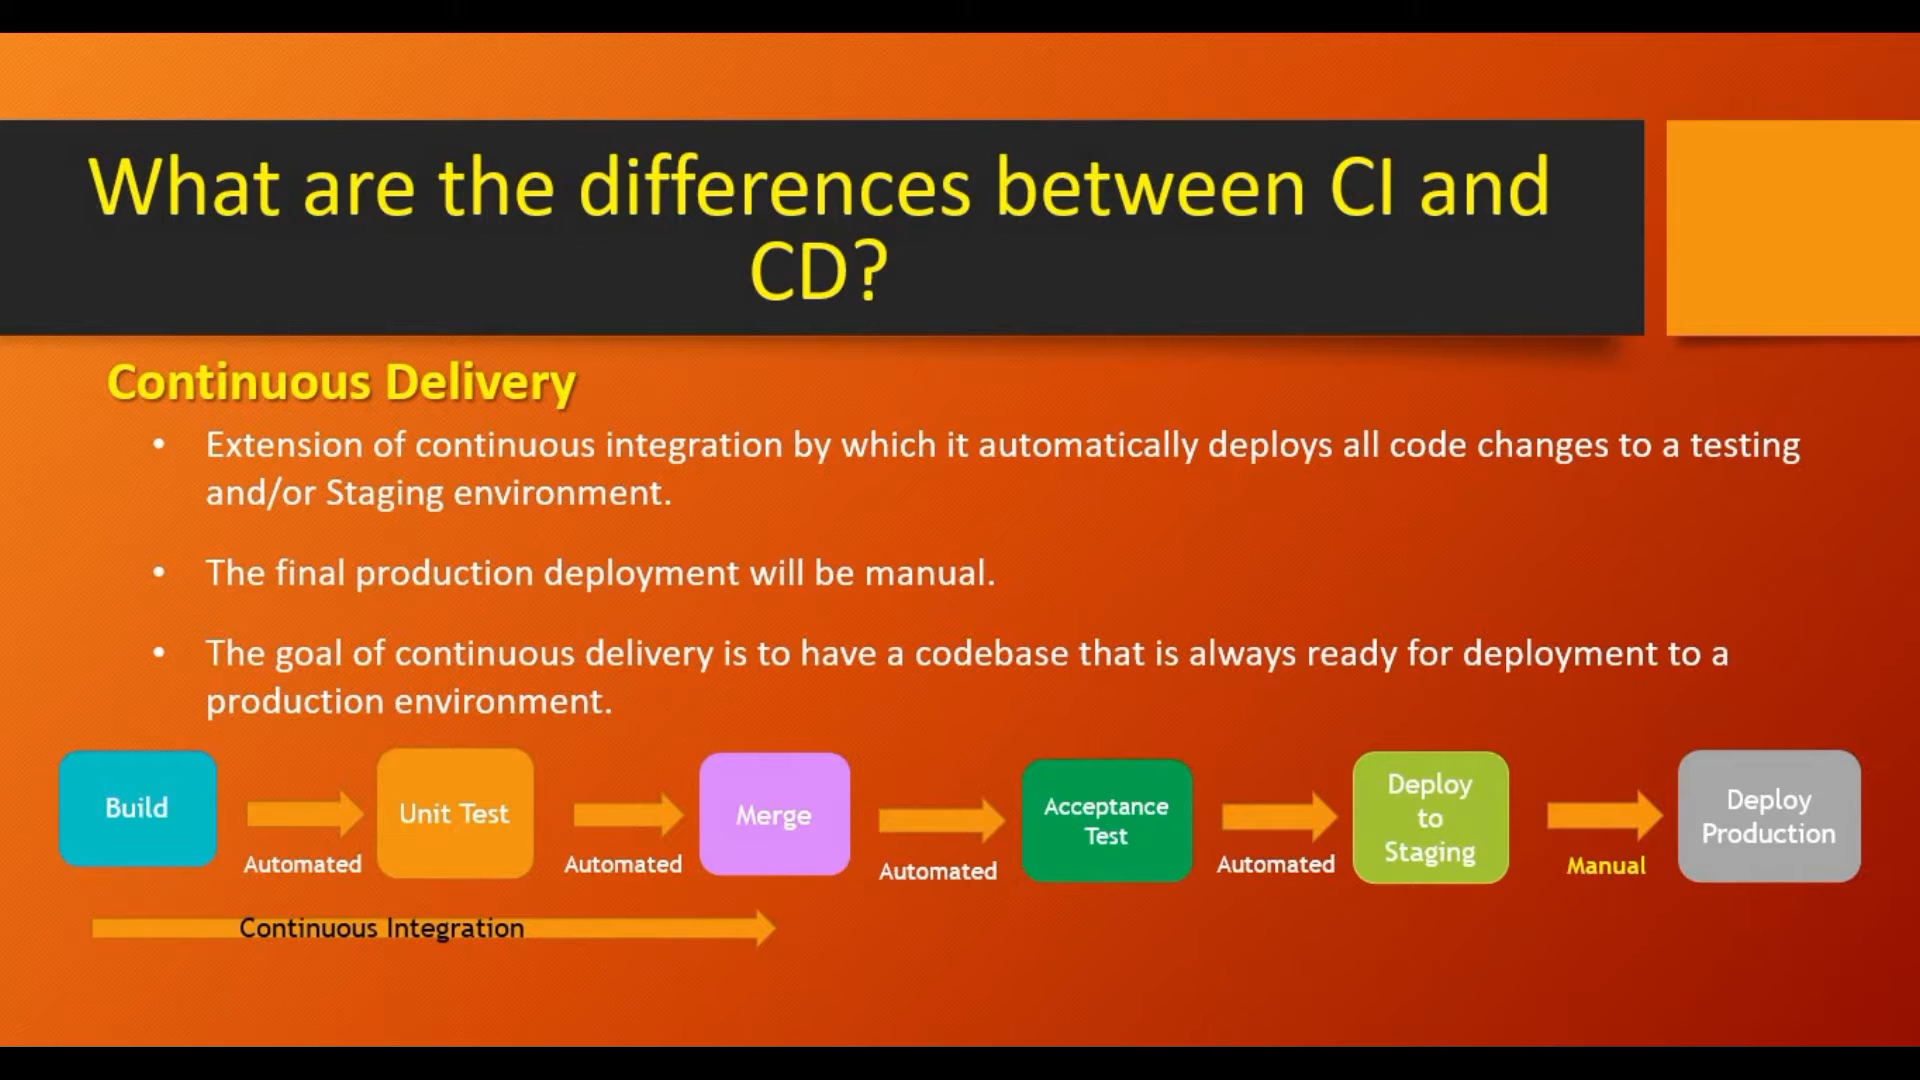 What are the differences between CI and
CD?
Continuous Delivery
• Extension of continuous integration by which it automatically deploys all code changes to a testing
and/or Staging environment.
• The final production deployment will be manual.
• The goal of continuous delivery is to have a codebase that is always ready for deployment to a
production environment.
Build
Automated
Unit Test
Automated
Merge
Automated
Acceptance
Test
Automated
Deploy
to
Staging
Manual
Deploy
Production
Continuous Integration